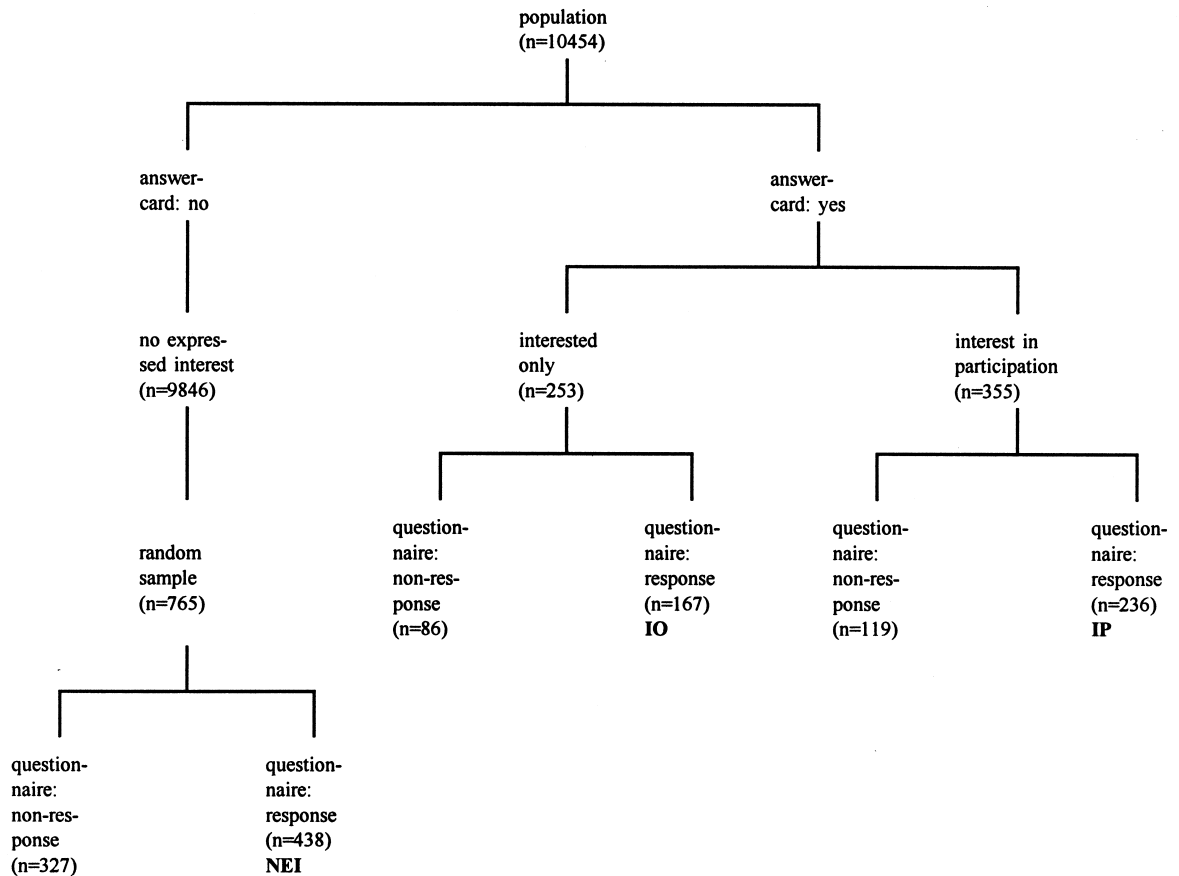 population
(n=10454)
answer-
card: no
answer-
card: yes
no expres-
sed interest
(n=9846)
interested
only
(n=253)
interest in
participation
(n=355)
random
sample
(n=765)
question-
naire:
non-res-
ponse
(n=86)
question-
naire:
response
(n=167)
IO
question-
naire:
non-res-
ponse
(n=119)
question-
naire:
response
(n=236)
IP
question-
naire:
non-res-
ponse
(n=327)
question-
naire:
response
(n=438)
NEI